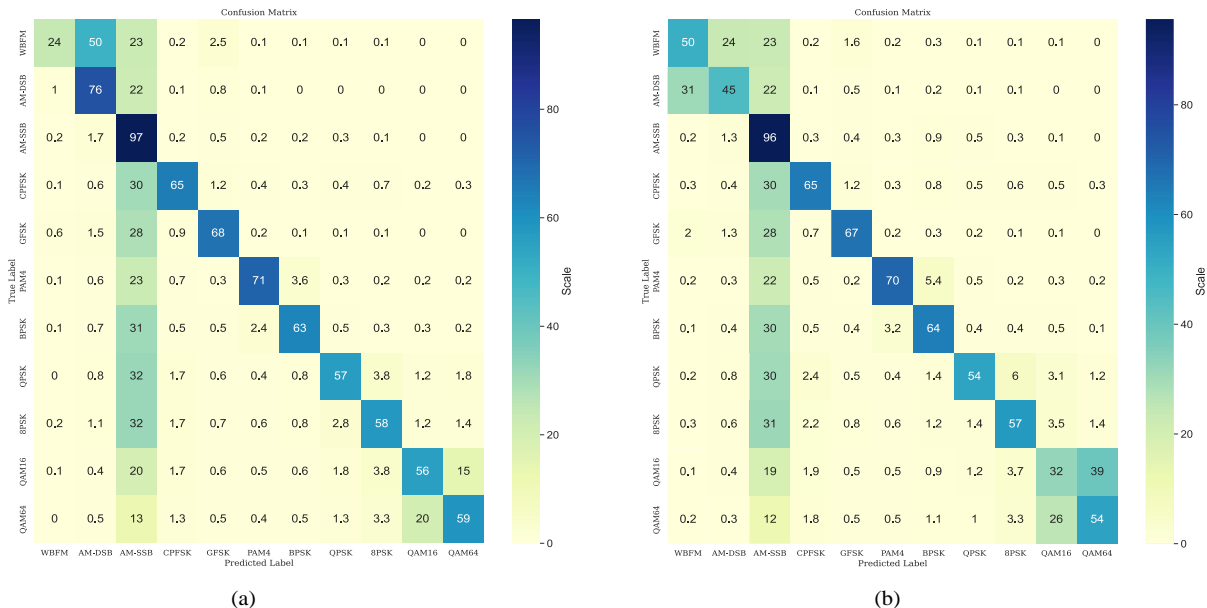 Confusion Matrix
WBFM 24 50 23 0.2 2.5 0.1 0.1 0.1 0.1 0 0
AM-DSB 1 76 22 0.1 0.8 0.1 0 0 0 0 0
AM-SSB 0.2 1.7 97 0.2 0.5 0.2 0.2 0.3 0.1 0 0
CPFSK 0.1 0.6 30 65 1.2 0.4 0.3 0.4 0.7 0.2 0.3
GFSK 0.6 1.5 28 0.9 68 0.2 0.1 0.1 0.1 0 0
PAM4 0.1 0.6 23 0.7 0.3 71 3.6 0.3 0.2 0.2 0.2
BPSK 0.1 0.7 31 0.5 0.5 2.4 63 0.5 0.3 0.3 0.2
QPSK 0 0.8 32 1.7 0.6 0.4 0.8 57 3.8 1.2 1.8
8PSK 0.2 1.1 32 1.7 0.7 0.6 0.8 2.8 58 1.2 1.4
QAM16 0.1 0.4 20 1.7 0.6 0.5 0.6 1.8 3.8 56 15
QAM64 0 0.5 13 1.3 0.5 0.4 0.5 1.3 3.3 20 59
True Label
WBFM AM-DSB AM-SSB CPFSK GFSK PAM4 BPSK QPSK 8PSK QAM16 QAM64
Predicted Label
80
60
40
20
0
Scale
(a)
Confusion Matrix
WBFM 50 24 23 0.2 1.6 0.2 0.3 0.1 0.1 0.1 0
AM-DSB 31 45 22 0.1 0.5 0.1 0.1 0 0.1 0 0
AM-SSB 0.2 1.3 96 0.3 0.4 0.3 0.9 0.5 0.1 0.1 0
CPFSK 0.3 0.4 30 65 1.2 0.3 0.8 0.5 0.6 0.5 0.3
GFSK 2 1.3 28 0.7 67 0.2 0.3 0.2 0.1 0.1 0
PAM4 0.2 0.3 22 0.5 0.2 70 5.4 0.2 0.3 0.4 0.2
BPSK 0.1 0.4 30 0.5 0.4 3.2 64 0.4 0.4 0.5 0.1
QPSK 0.2 0.8 30 2.4 0.5 0.4 1.4 54 6 3.1 1.2
8PSK 0.3 0.6 31 2.2 0.8 0.6 1.2 1.4 57 3.5 1.4
QAM16 0.1 0.4 19 1.9 0.5 0.5 0.9 1.2 3.7 32 39
QAM64 0.2 0.3 12 1.8 0.5 0.5 1.1 1 3.3 26 54
True Label
WBFM AM-DSB AM-SSB CPFSK GFSK PAM4 BPSK QPSK 8PSK QAM16 QAM64
Predicted Label
80
60
40
20
0
Scale
(b)